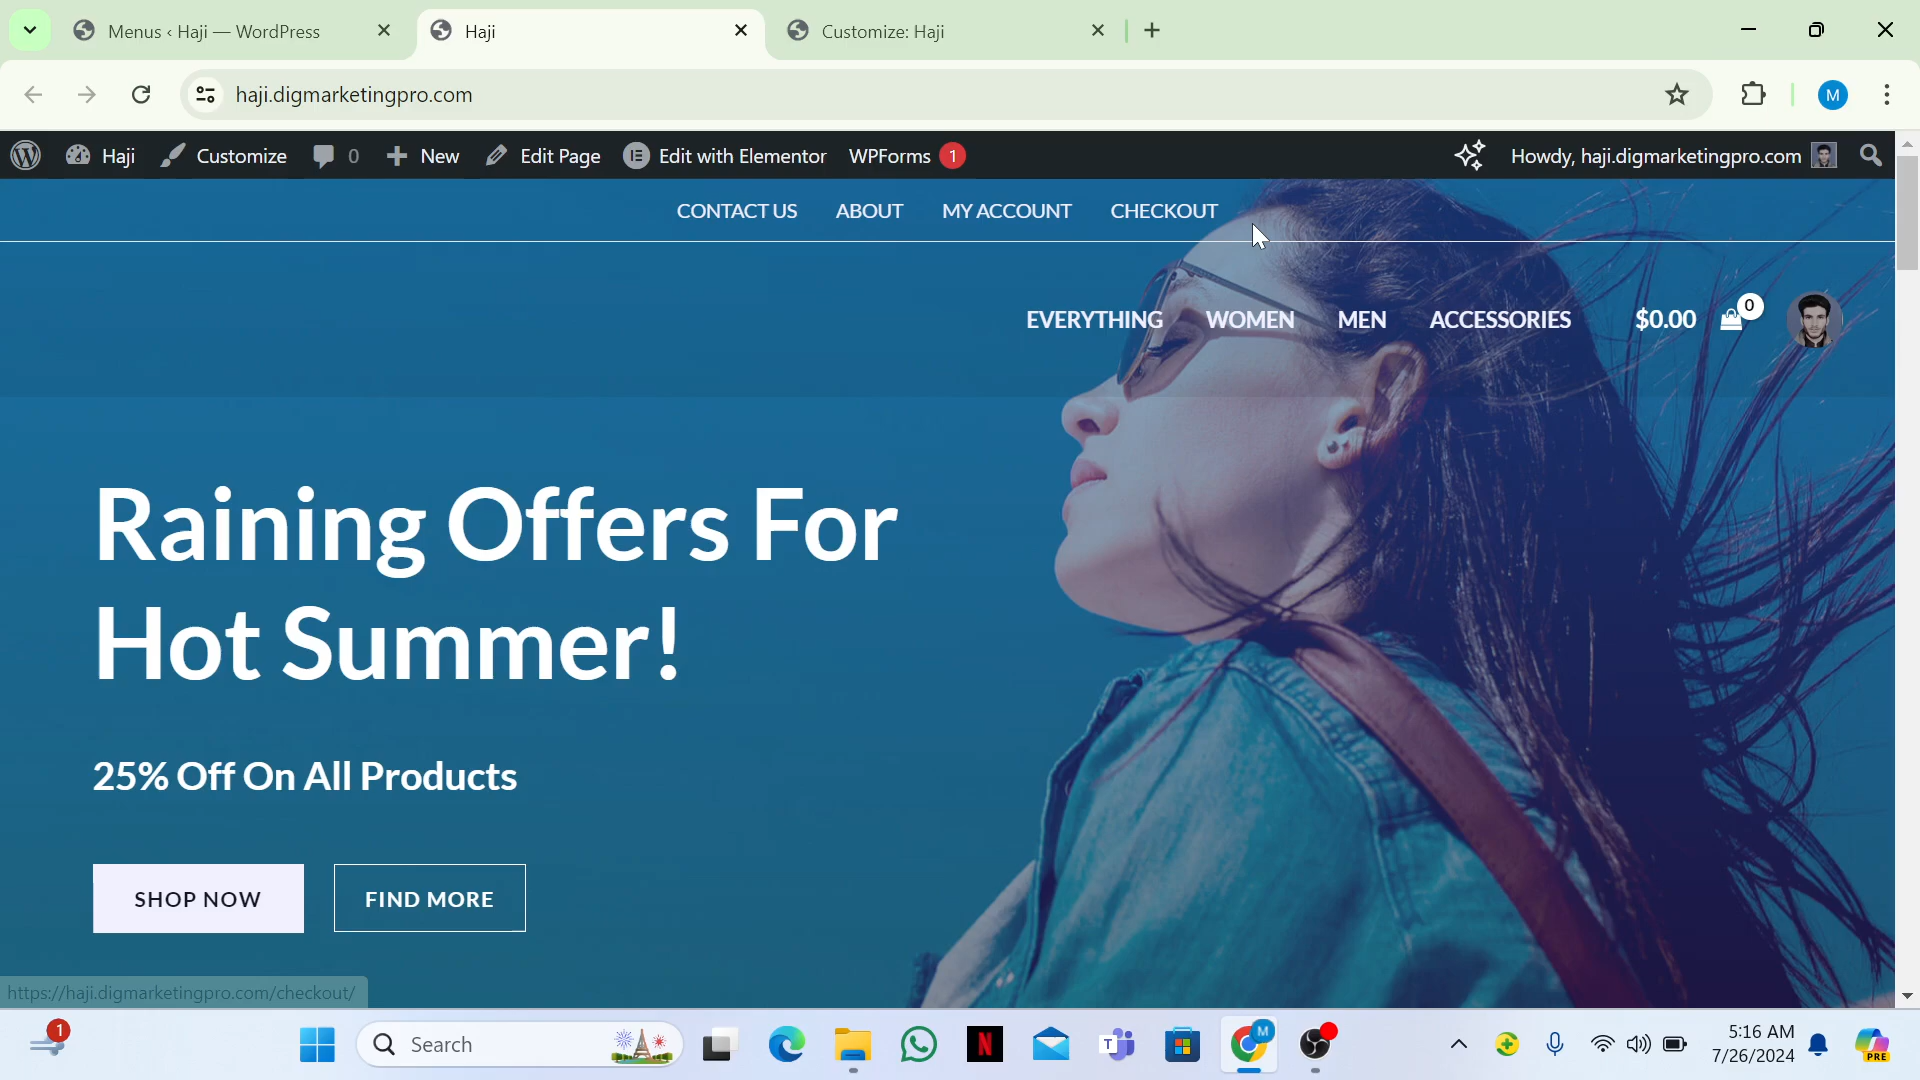 Menus ‹ Haji — WordPress
Haji
Customize: Haji
haji.digmarketingpro.com
M
Haji
Customize
0
New
Edit Page
Edit with Elementor
WPForms 1
Howdy, haji.digmarketingpro.com
CONTACT US ABOUT MY ACCOUNT CHECKOUT
EVERYTHING WOMEN MEN ACCESSORIES $0.00 0
Raining Offers For
Hot Summer!
25% Off On All Products
SHOP NOW
FIND MORE
https://haji.digmarketingpro.com/checkout/
1
Search
N
T
M
5:16 AM
7/26/2024
PRE